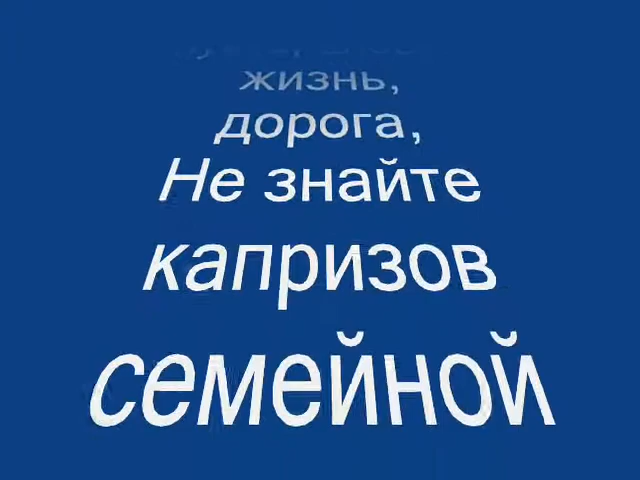 жизнь,
дорога,
Не знайте
капризов
семейной